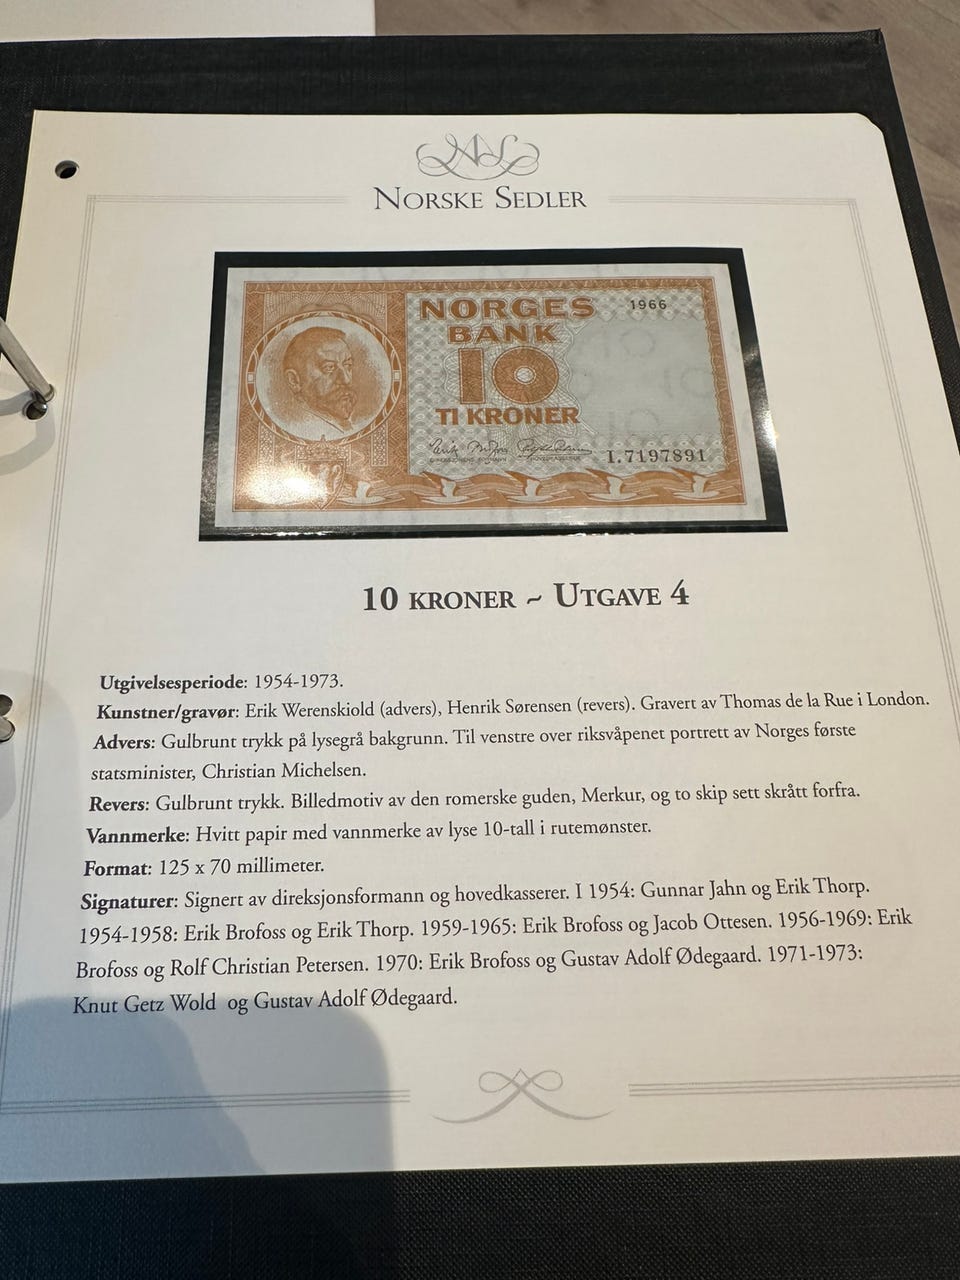 NORSKE SEDLER
NORGES
BANK
1966
10
TI KRONER
I.7197891
10 KRONER ~ UTGAVE 4
Utgivelsesperiode: 1954-1973.
Kunstner/gravør: Erik Werenskiold (advers), Henrik Sørensen (revers). Gravert av Thomas de la Rue i London.
Advers: Gulbrunt trykk på lysegrå bakgrunn. Til venstre over riksvåpenet portrett av Norges første
statsminister, Christian Michelsen.
Revers: Gulbrunt trykk. Billedmotiv av den romerske guden, Merkur, og to skip sett skrått forfra.
Vannmerke: Hvitt papir med vannmerke av lyse 10-tall i rutemønster.
Format: 125 x 70 millimeter.
Signaturer: Signert av direksjonsformann og hovedkasserer. I 1954: Gunnar Jahn og Erik Thorp.
1954-1958: Erik Brofoss og Erik Thorp. 1959-1965: Erik Brofoss og Jacob Ottesen. 1956-1969: Erik
Brofoss og Rolf Christian Petersen. 1970: Erik Brofoss og Gustav Adolf Ødegaard. 1971-1973:
Knut Getz Wold og Gustav Adolf Ødegaard.